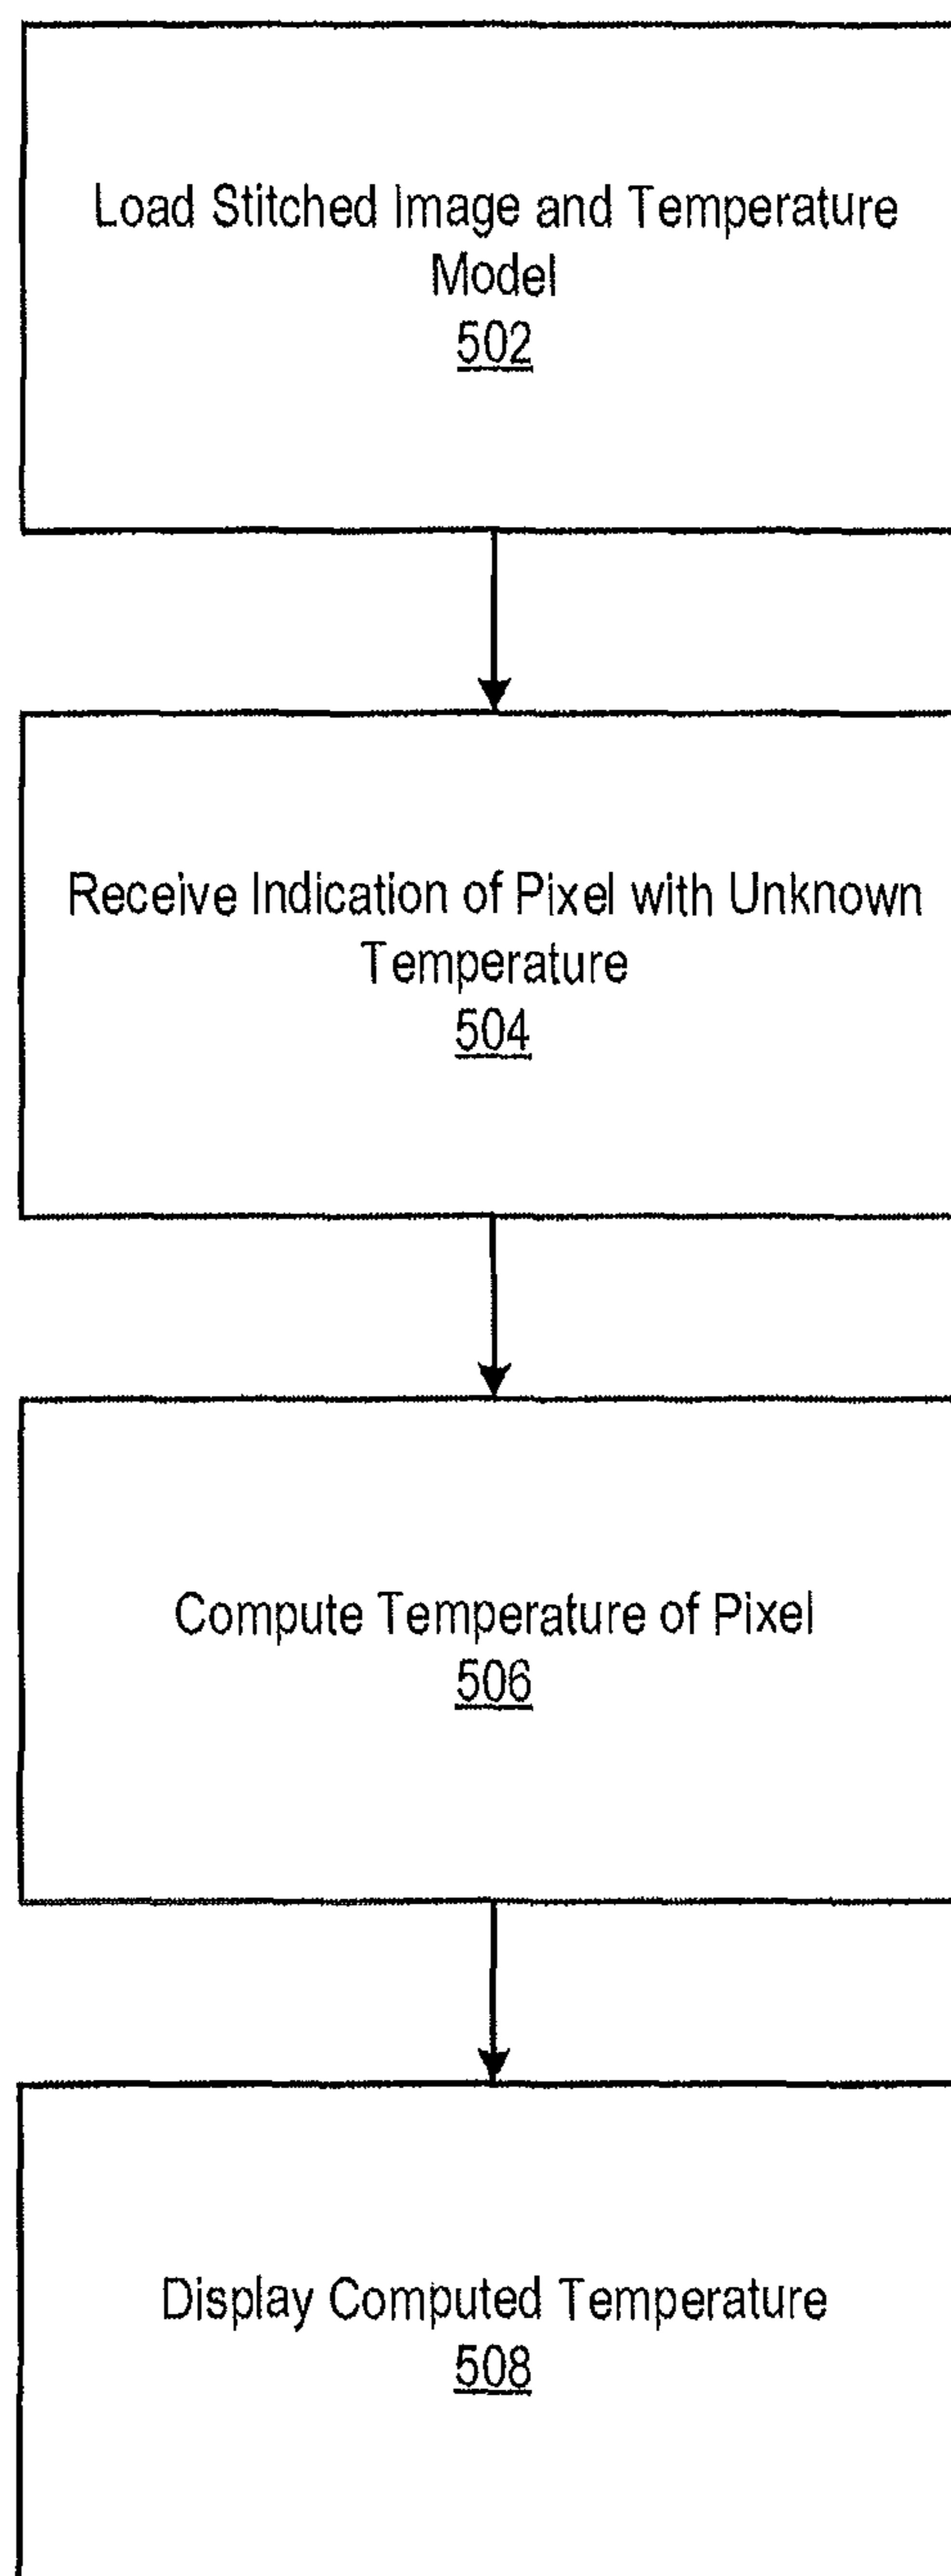 Load Stitched Image and Temperature
Model
502
Receive Indication of Pixel with Unknown
Temperature
504
Compute Temperature of Pixel
506
Display Computed Temperature
508